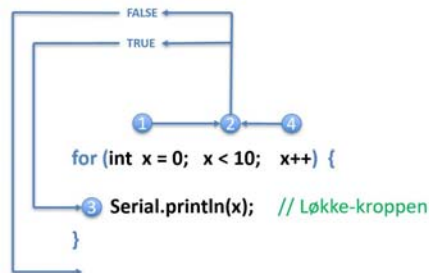 FALSE
TRUE
1 2 4
for (int x = 0; x < 10; x++) {
3 Serial.println(x); // Løkke-kroppen
}